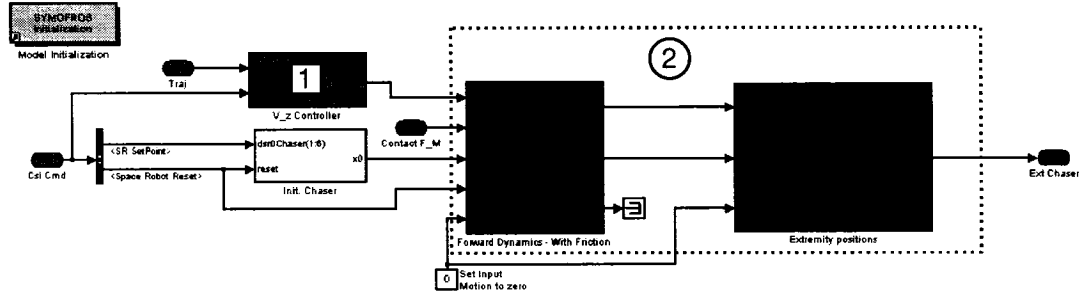 SYMOFROS
Initialization
Model Initialization
2
1
Traj
V_z Controller
Contact F_M
dsr0Chaser(1:6)
x0
<SR SetPoint>
reset
Csi Cmd
<Space Robot Reset>
Init. Chaser
Ext Chaser
Forward Dynamics - With Friction
Extremity positions
0
Set Input
Motion to zero